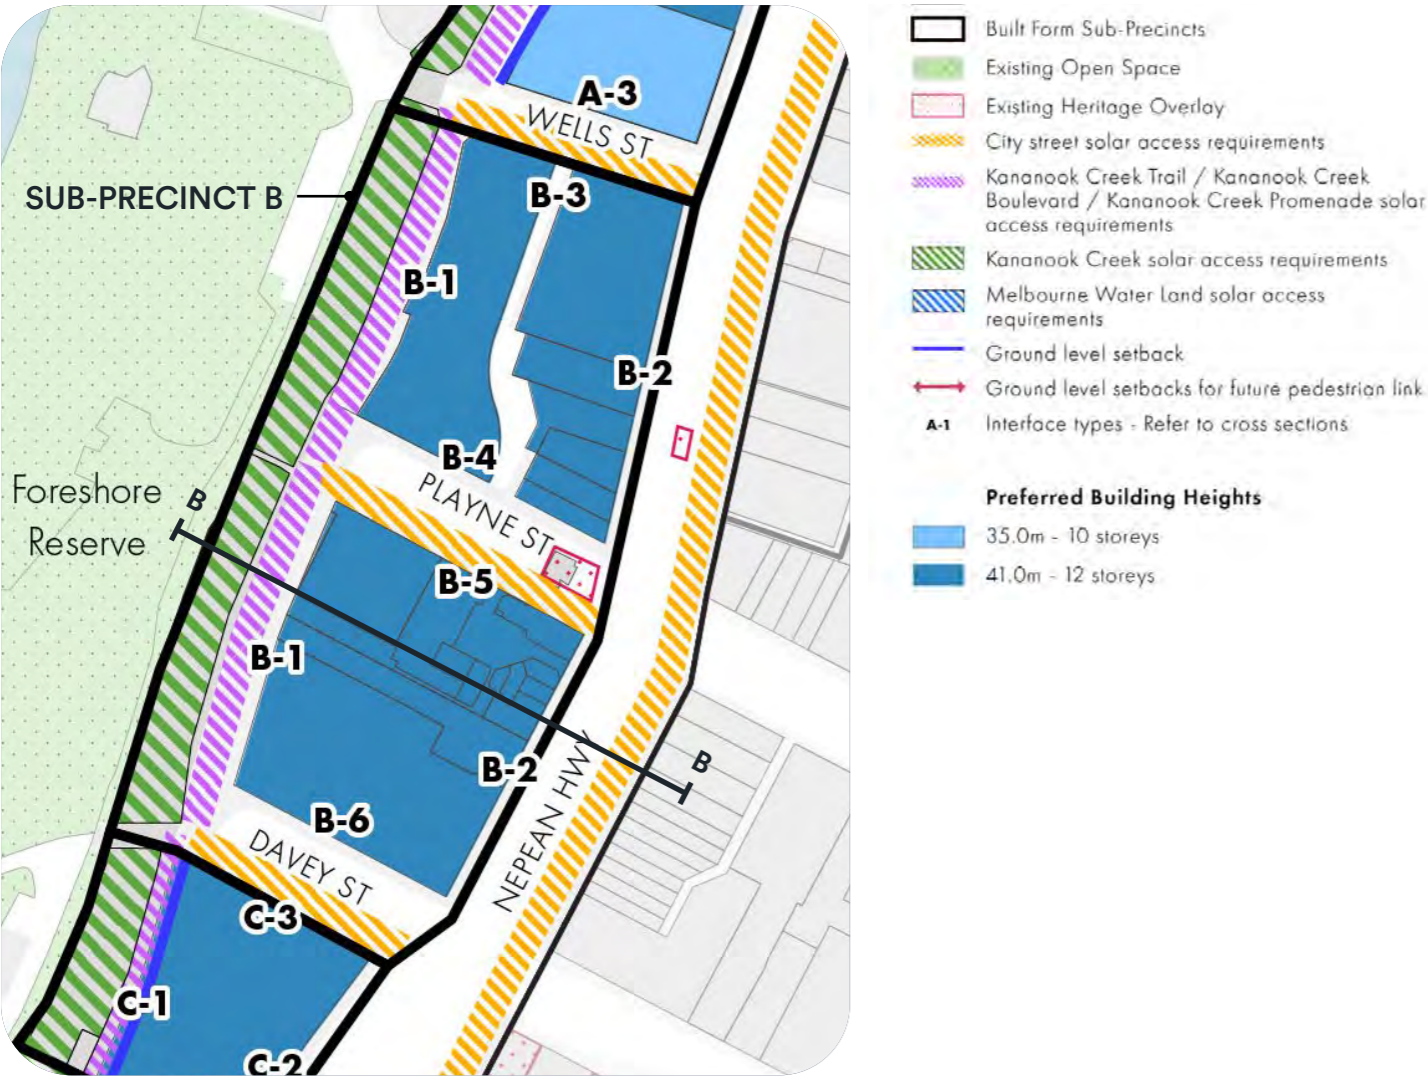 A-3
WELLS ST
SUB-PRECINCT B
B-3
B-1
B-2
B-4
PLAYNE ST
Foreshore
Reserve
B
B-5
B-1
B-2
B
B-6
NEPEAN HWY
DAVEY ST
C-3
C-1
C-2
Built Form Sub-Precincts
Existing Open Space
Existing Heritage Overlay
City street solar access requirements
Kananook Creek Trail / Kananook Creek
Boulevard / Kananook Creek Promenade solar
access requirements
Kananook Creek solar access requirements
Melbourne Water Land solar access
requirements
Ground level setback
Ground level setbacks for future pedestrian link
A-1 Interface types - Refer to cross sections
Preferred Building Heights
35.0m - 10 storeys
41.0m - 12 storeys